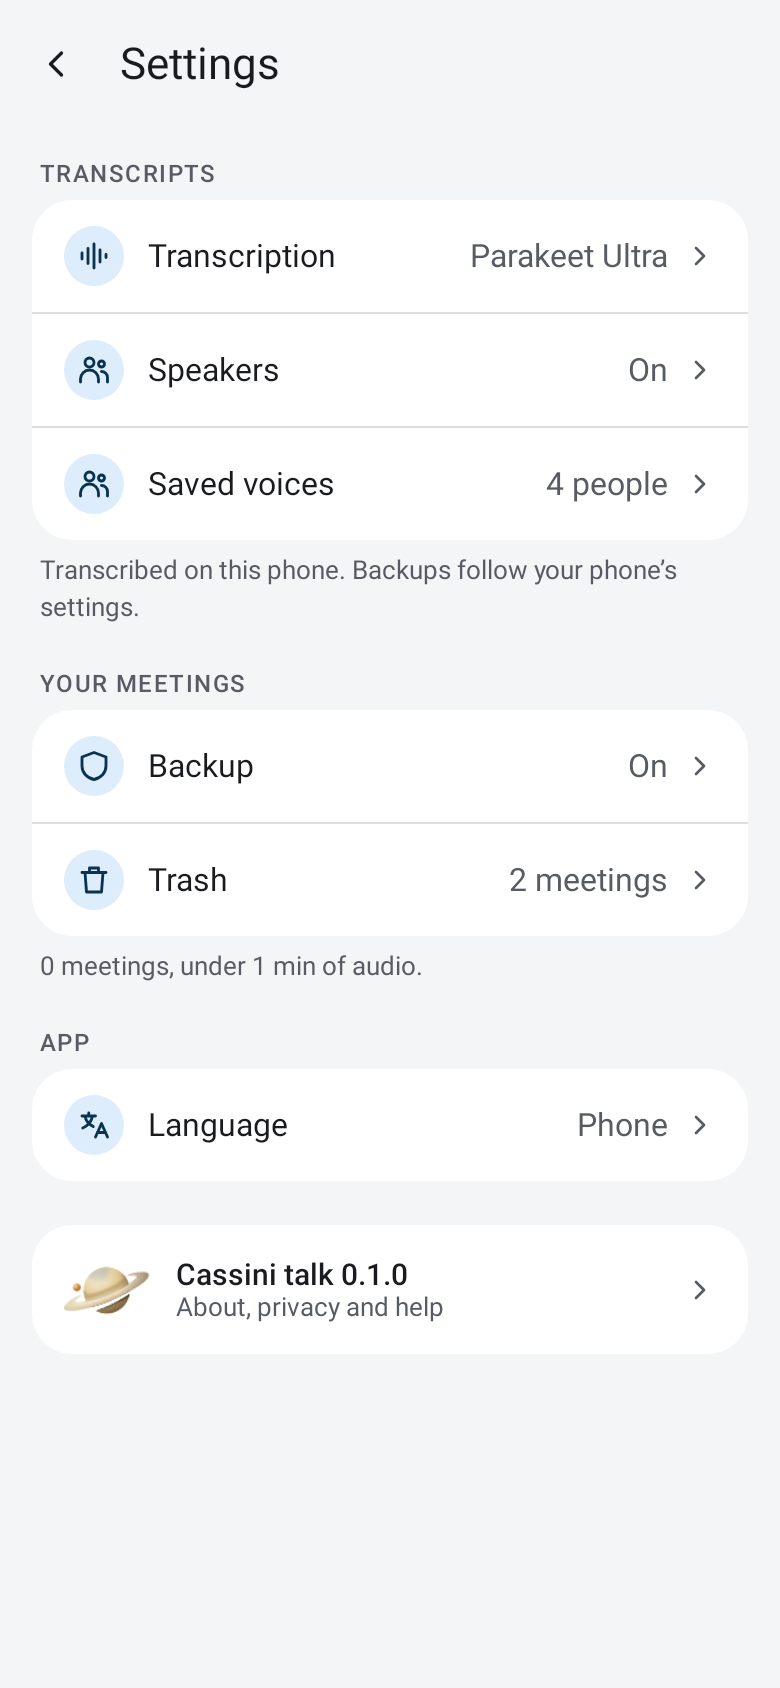 Settings
TRANSCRIPTS
Transcription Parakeet Ultra
Speakers On
Saved voices 4 people
Transcribed on this phone. Backups follow your phone’s
settings.
YOUR MEETINGS
Backup On
Trash 2 meetings
0 meetings, under 1 min of audio.
APP
Language Phone
Cassini talk 0.1.0
About, privacy and help